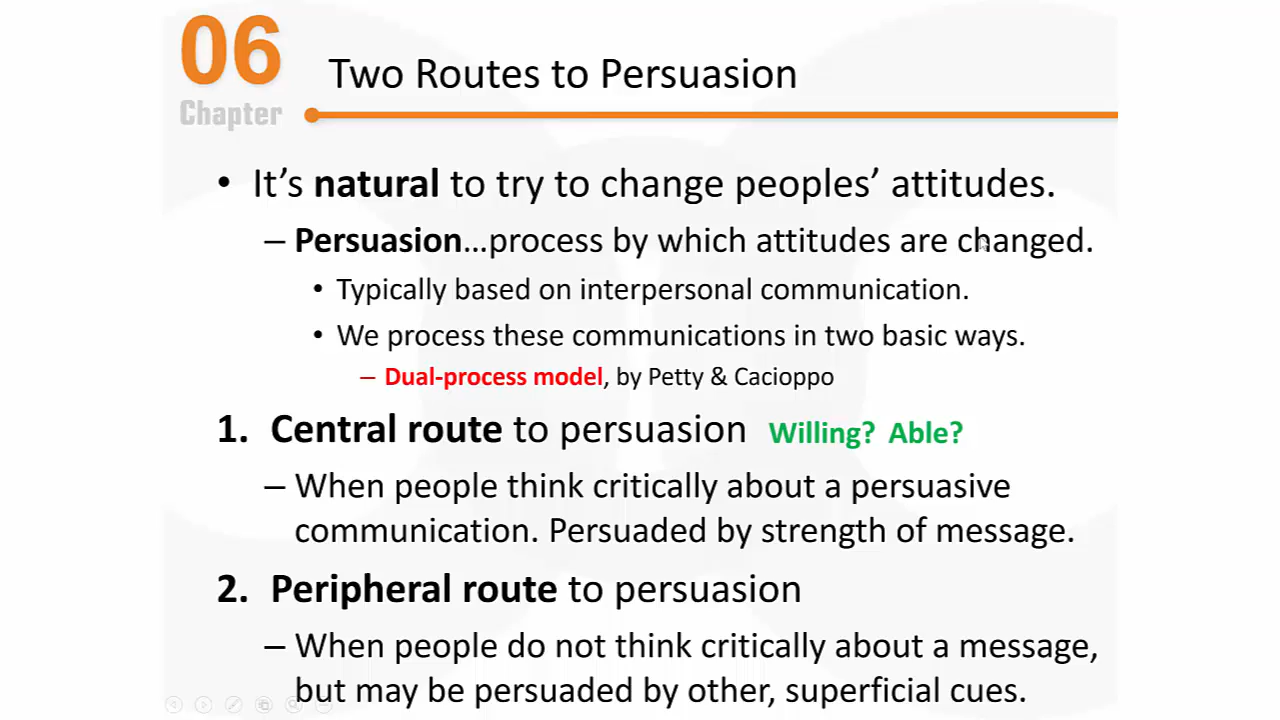 06
Chapter
Two Routes to Persuasion
• It’s natural to try to change peoples’ attitudes.
– Persuasion…process by which attitudes are changed.
• Typically based on interpersonal communication.
• We process these communications in two basic ways.
– Dual-process model, by Petty & Cacioppo
1. Central route to persuasion Willing? Able?
– When people think critically about a persuasive
communication. Persuaded by strength of message.
2. Peripheral route to persuasion
– When people do not think critically about a message,
but may be persuaded by other, superficial cues.